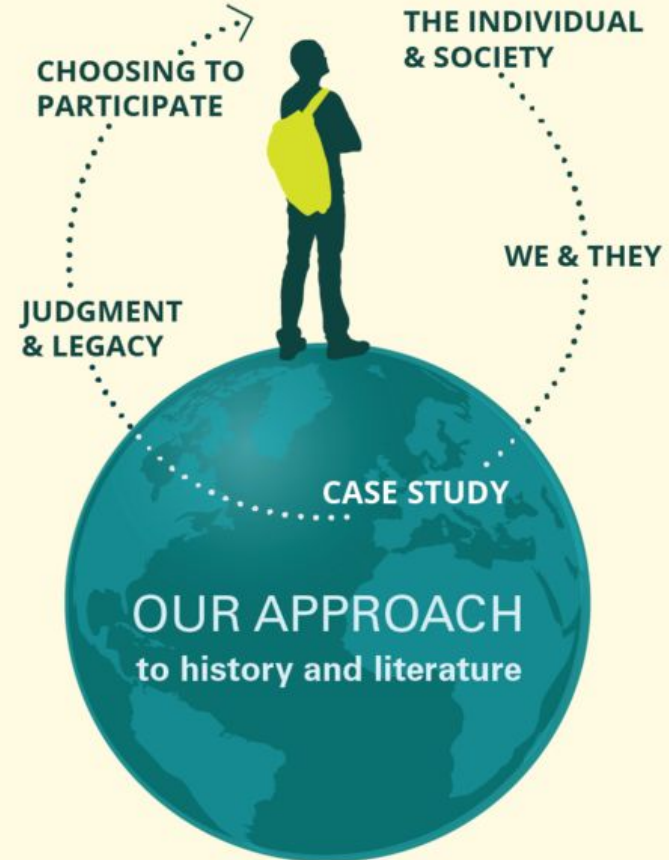 THE INDIVIDUAL
& SOCIETY
WE & THEY
CASE STUDY
JUDGMENT
& LEGACY
CHOOSING TO
PARTICIPATE
OUR APPROACH
to history and literature